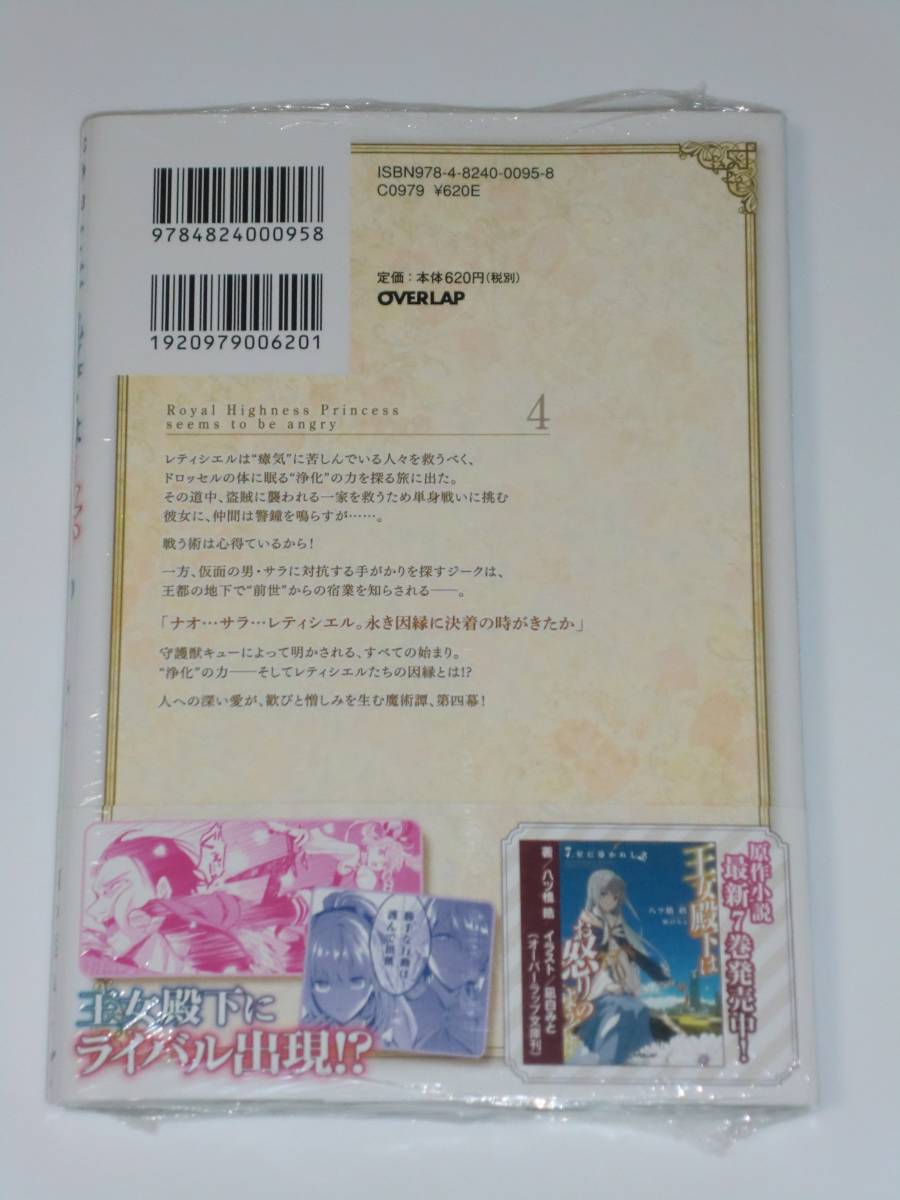 9784824000958
1920979006201
ISBN978-4-8240-0095-8
C0979 ¥620E
定価：本体620円（税別）
OVERLAP
Royal Highness Princess
seems to be angry
4
レティシエルは“瘴気”に苦しんでいる人々を救うべく、
ドロッセルの体に眠る“浄化”の力を探る旅に出た。
その道中、盗賊に襲われる一家を救うため単身戦いに挑む
彼女に、仲間は警鐘を鳴らすが……。
戦う術は心得ているから！
一方、仮面の男・サラに対抗する手がかりを探すジークは、
王都の地下で“前世”からの宿業を知らされる――。
「ナオ…サラ…レティシエル。永き因縁に決着の時がきたか」
守護獣キューによって明かされる、すべての始まり。
“浄化”の力――そしてレティシエルたちの因縁とは!?
人への深い愛が、歓びと憎しみを生む魔術譚、第四幕！
勝手な行動は
謹んで頂戴
王女殿下に
ライバル出現!?
原作小説
最新7巻発売中！
王女殿下は
お怒りのようです
著／八ツ橋 皓 イラスト／凪白みと
（オーバーラップ文庫刊）
OVERLAP